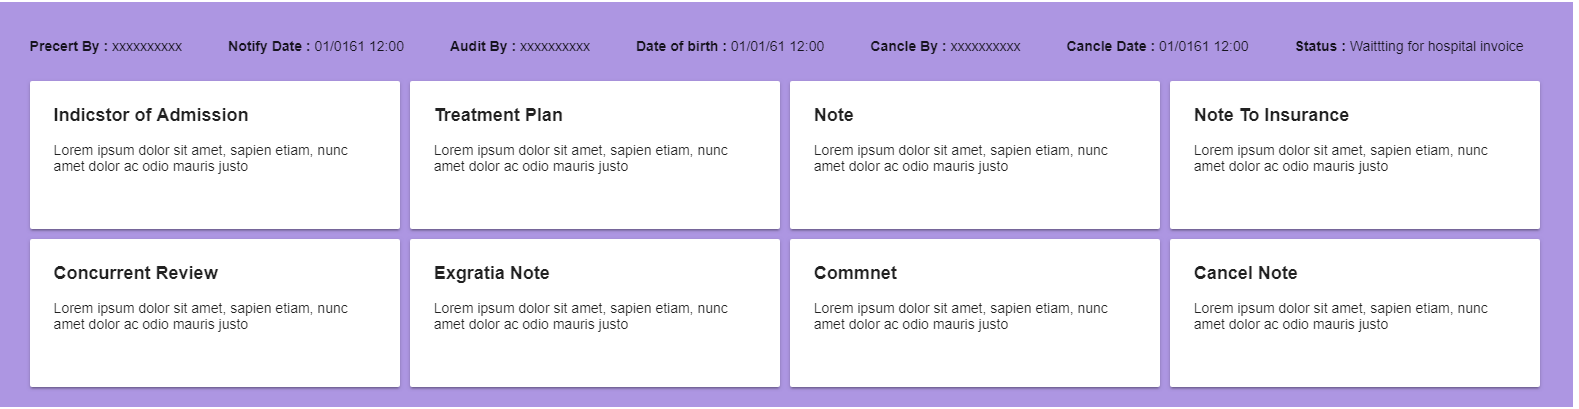 Precert By : xxxxxxxxxx Notify Date : 01/0161 12:00 Audit By : xxxxxxxxxx Date of birth : 01/01/61 12:00 Cancle By : xxxxxxxxxx Cancle Date : 01/0161 12:00 Status : Waittting for hospital invoice
Indicstor of Admission
Lorem ipsum dolor sit amet, sapien etiam, nunc
amet dolor ac odio mauris justo
Treatment Plan
Lorem ipsum dolor sit amet, sapien etiam, nunc
amet dolor ac odio mauris justo
Note
Lorem ipsum dolor sit amet, sapien etiam, nunc
amet dolor ac odio mauris justo
Note To Insurance
Lorem ipsum dolor sit amet, sapien etiam, nunc
amet dolor ac odio mauris justo
Concurrent Review
Lorem ipsum dolor sit amet, sapien etiam, nunc
amet dolor ac odio mauris justo
Exgratia Note
Lorem ipsum dolor sit amet, sapien etiam, nunc
amet dolor ac odio mauris justo
Commnet
Lorem ipsum dolor sit amet, sapien etiam, nunc
amet dolor ac odio mauris justo
Cancel Note
Lorem ipsum dolor sit amet, sapien etiam, nunc
amet dolor ac odio mauris justo